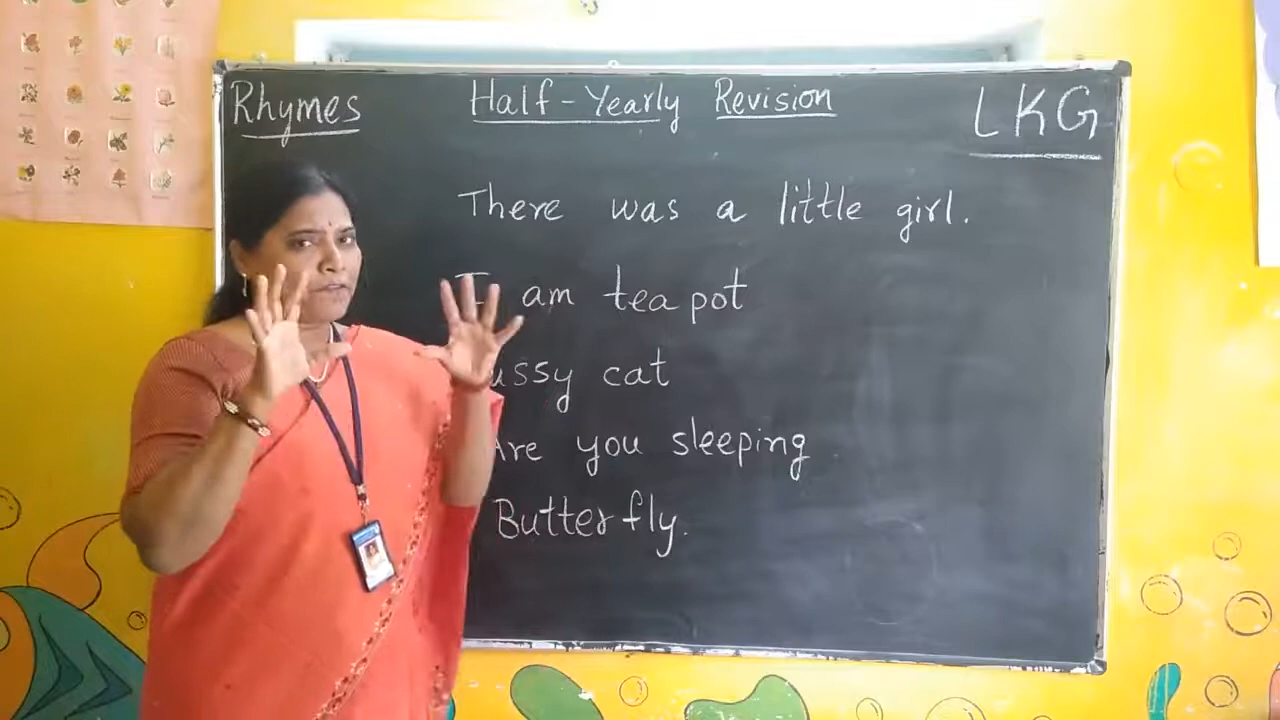 Rhymes Half-Yearly Revision LKG
There was a little girl.
I am tea pot
ussy cat
Are you sleeping
Butterfly.